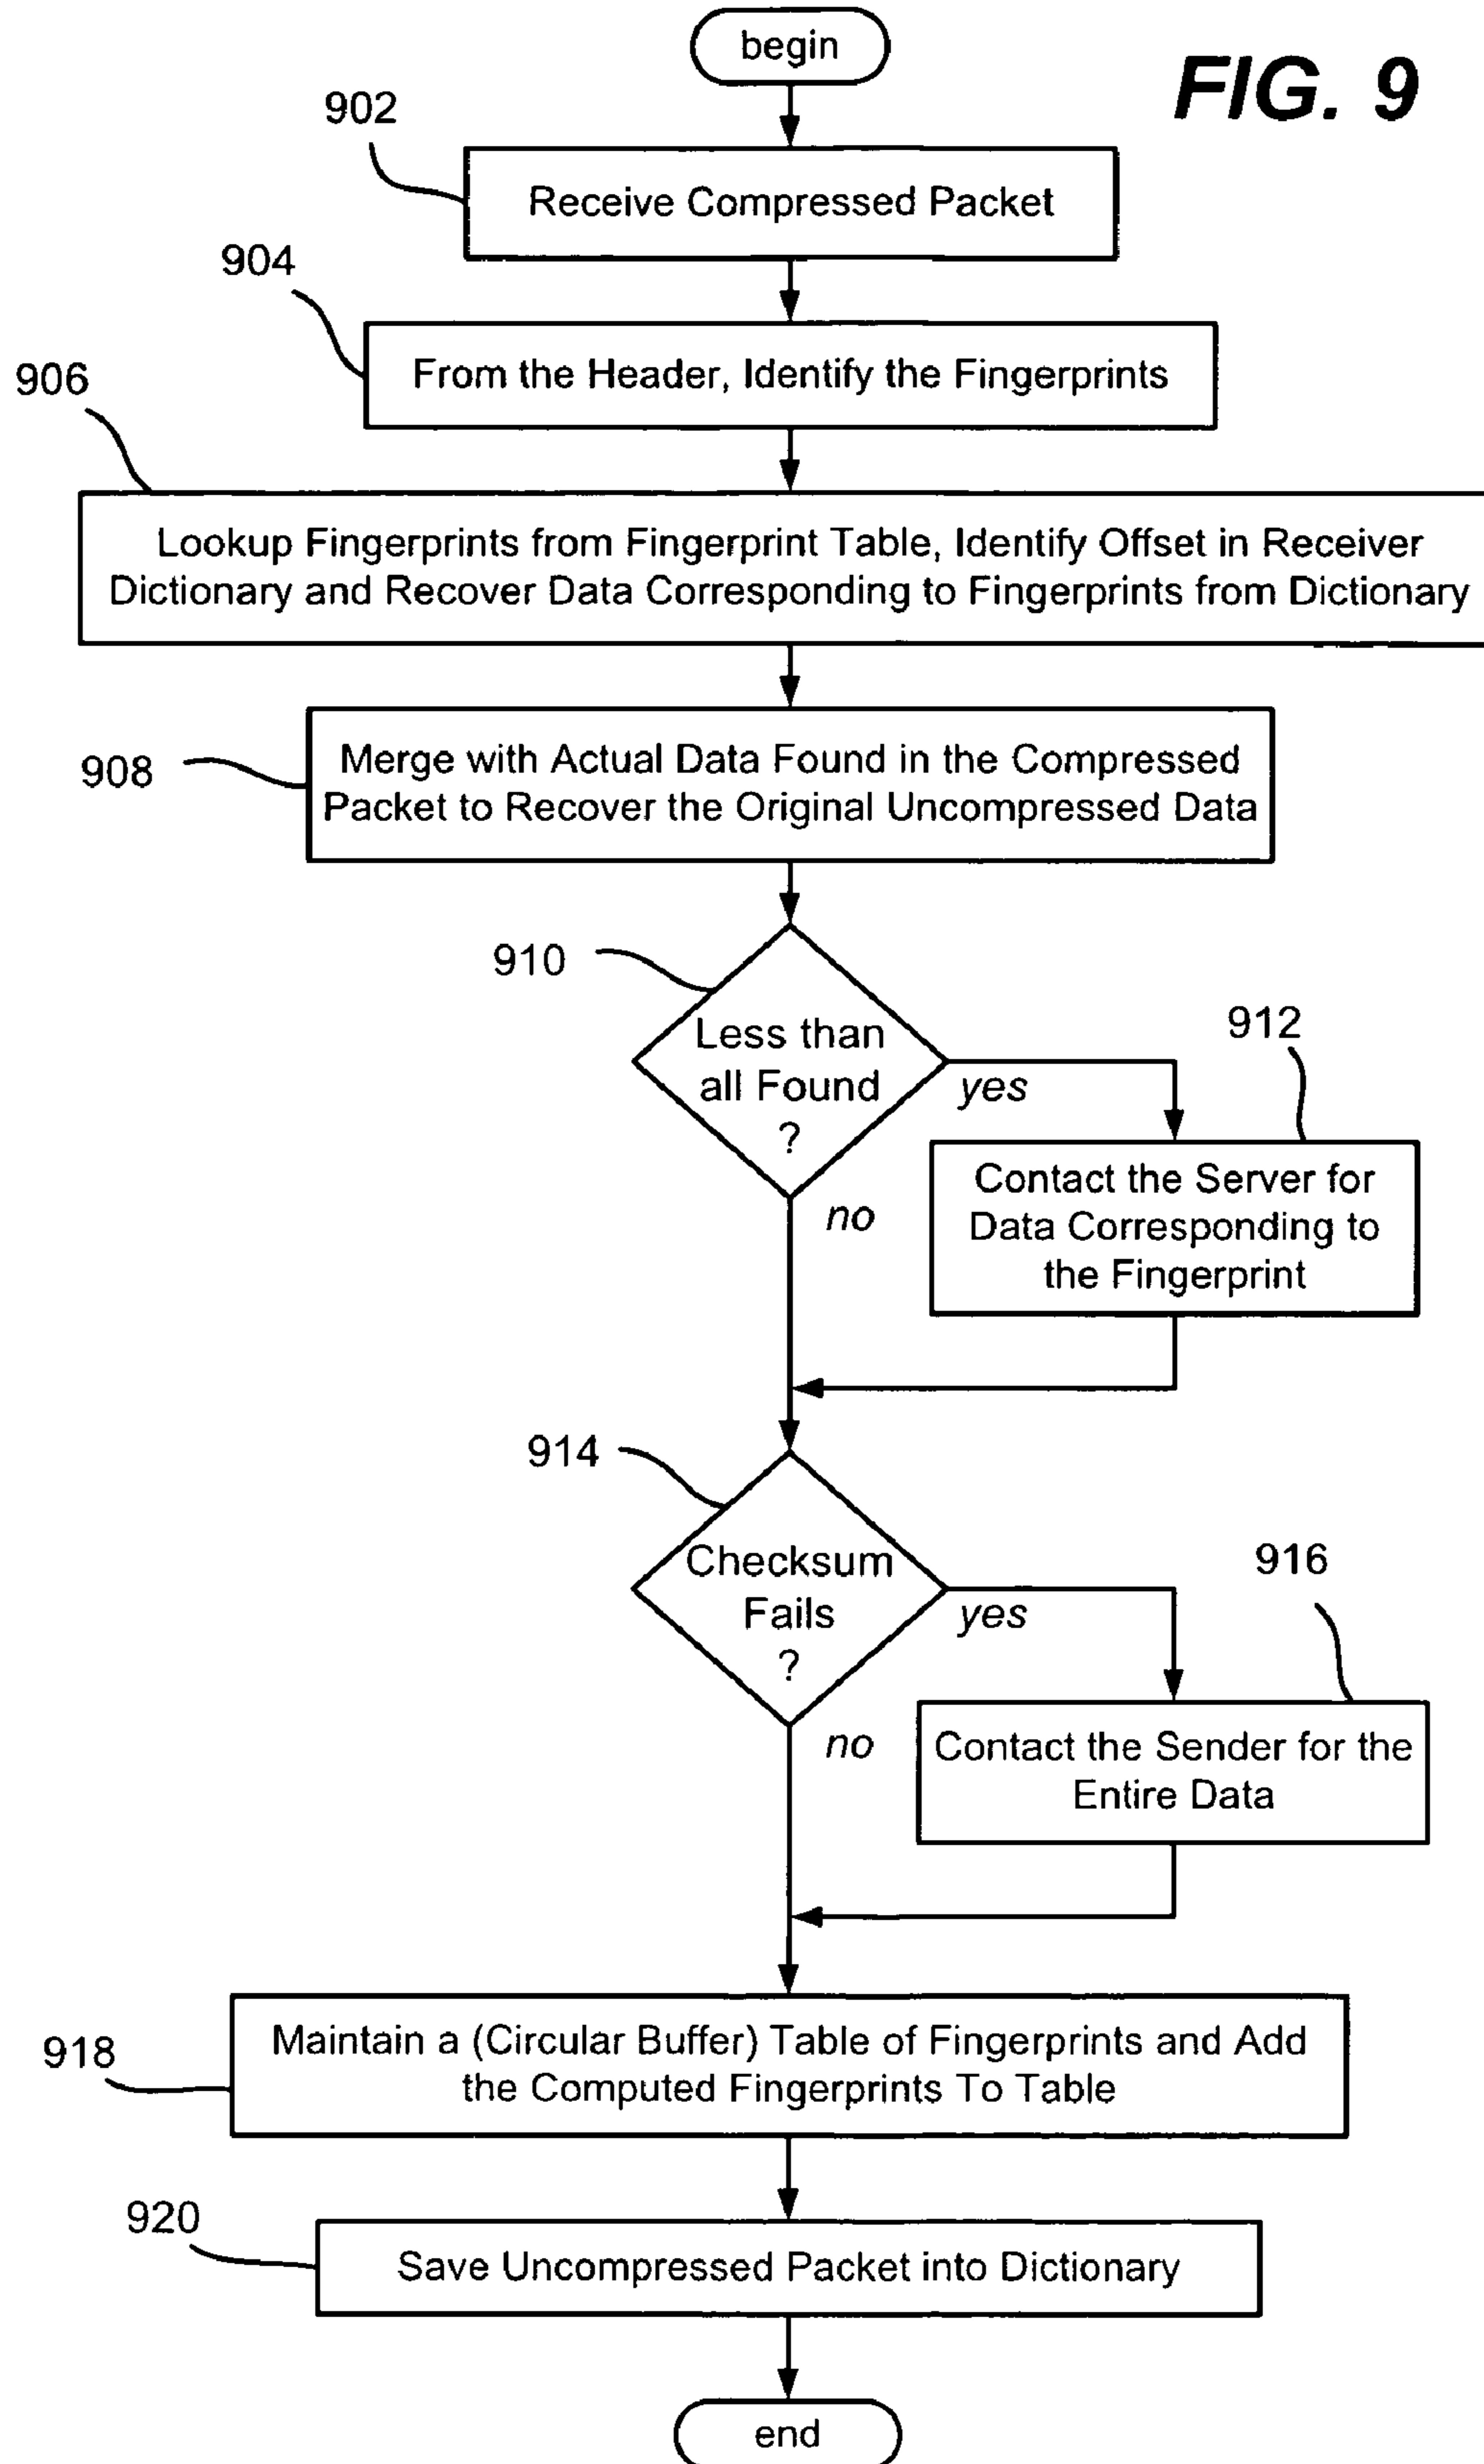 begin
FIG. 9
902
Receive Compressed Packet
904
From the Header, Identify the Fingerprints
906
Lookup Fingerprints from Fingerprint Table, Identify Offset in Receiver
Dictionary and Recover Data Corresponding to Fingerprints from Dictionary
908
Merge with Actual Data Found in the Compressed
Packet to Recover the Original Uncompressed Data
910
Less than
all Found
?
yes
no
912
Contact the Server for
Data Corresponding to
the Fingerprint
914
Checksum
Fails
?
yes
no
916
Contact the Sender for the
Entire Data
918
Maintain a (Circular Buffer) Table of Fingerprints and Add
the Computed Fingerprints To Table
920
Save Uncompressed Packet into Dictionary
end